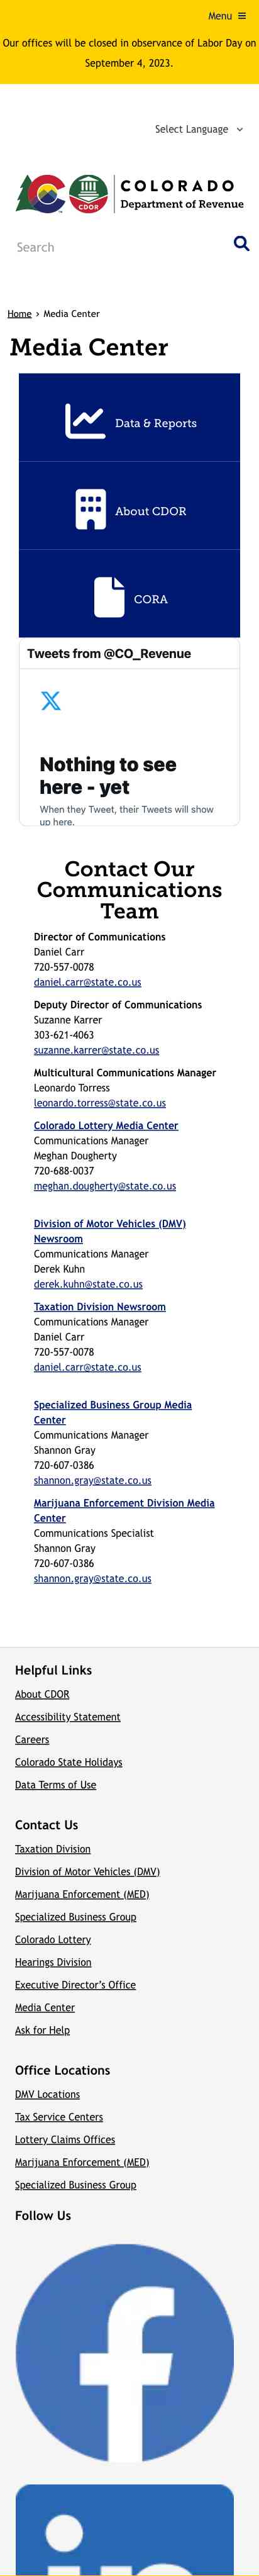 Menu
Our offices will be closed in observance of Labor Day on
September 4, 2023.
Select Language
CDOR
COLORADO
Department of Revenue
Search
Home › Media Center
Media Center
Data & Reports
About CDOR
CORA
Tweets from @CO_Revenue
Nothing to see
here - yet
When they Tweet, their Tweets will show
up here.
Contact Our
Communications
Team
Director of Communications
Daniel Carr
720-557-0078
daniel.carr@state.co.us
Deputy Director of Communications
Suzanne Karrer
303-621-4063
suzanne.karrer@state.co.us
Multicultural Communications Manager
Leonardo Torress
leonardo.torress@state.co.us
Colorado Lottery Media Center
Communications Manager
Meghan Dougherty
720-688-0037
meghan.dougherty@state.co.us
Division of Motor Vehicles (DMV)
Newsroom
Communications Manager
Derek Kuhn
derek.kuhn@state.co.us
Taxation Division Newsroom
Communications Manager
Daniel Carr
720-557-0078
daniel.carr@state.co.us
Specialized Business Group Media
Center
Communications Manager
Shannon Gray
720-607-0386
shannon.gray@state.co.us
Marijuana Enforcement Division Media
Center
Communications Specialist
Shannon Gray
720-607-0386
shannon.gray@state.co.us
Helpful Links
About CDOR
Accessibility Statement
Careers
Colorado State Holidays
Data Terms of Use
Contact Us
Taxation Division
Division of Motor Vehicles (DMV)
Marijuana Enforcement (MED)
Specialized Business Group
Colorado Lottery
Hearings Division
Executive Director's Office
Media Center
Ask for Help
Office Locations
DMV Locations
Tax Service Centers
Lottery Claims Offices
Marijuana Enforcement (MED)
Specialized Business Group
Follow Us